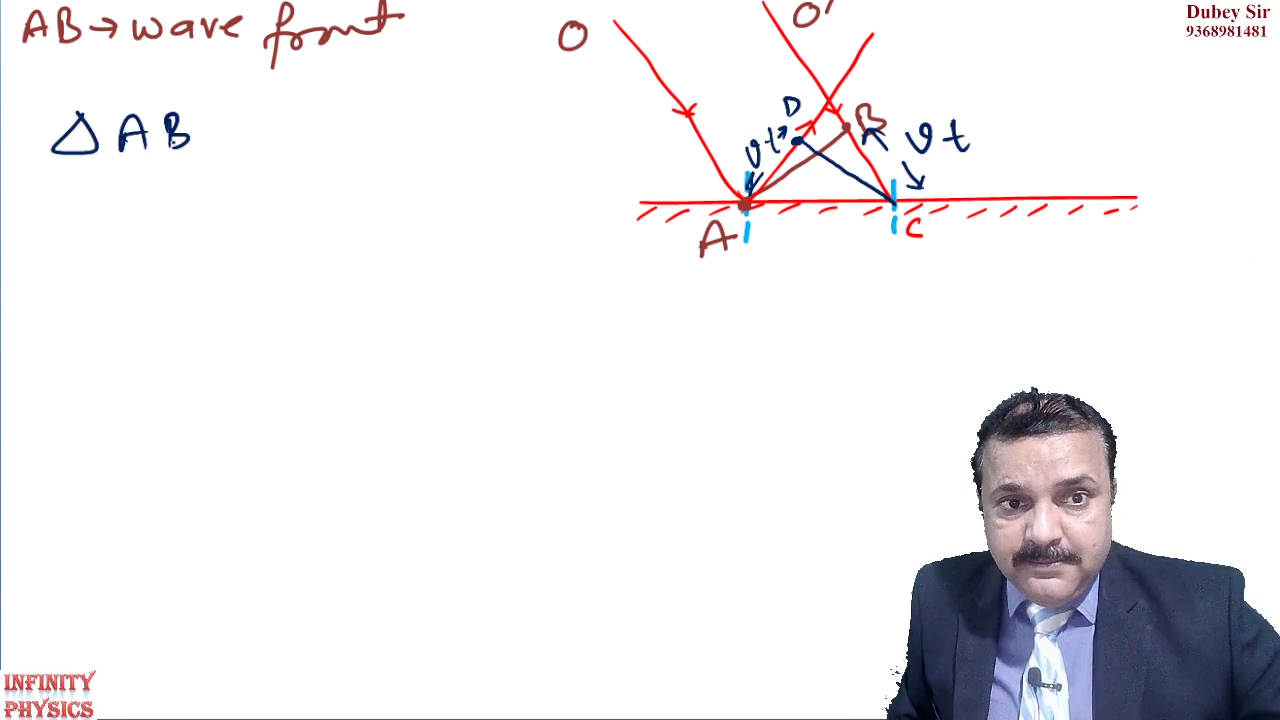 AB → wave front
△ AB
O
O'
D
B
vt
vt
A
C
Dubey Sir
9368981481
INFINITY
PHYSICS